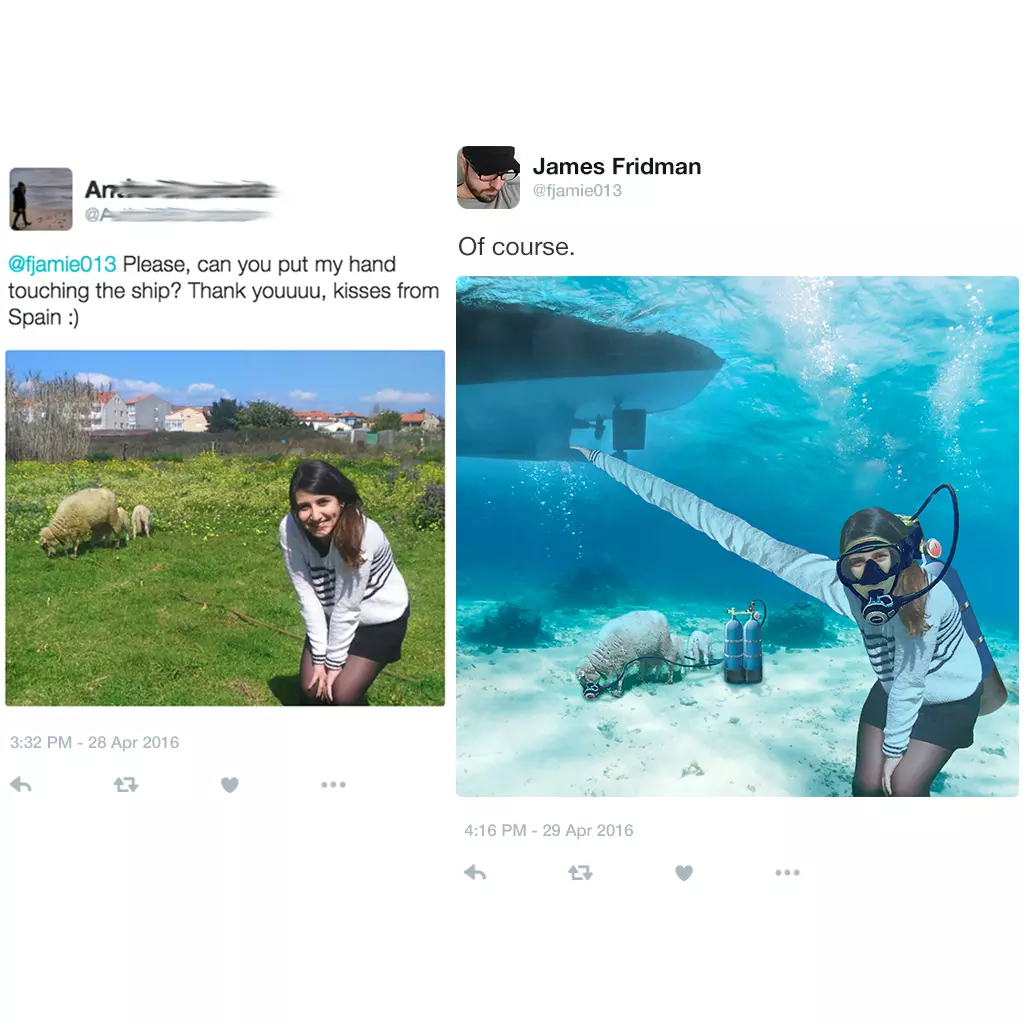 @fjamie013 Please, can you put my hand
touching the ship? Thank youuuu, kisses from
Spain :)
3:32 PM - 28 Apr 2016
James Fridman
@fjamie013
Of course.
4:16 PM - 29 Apr 2016